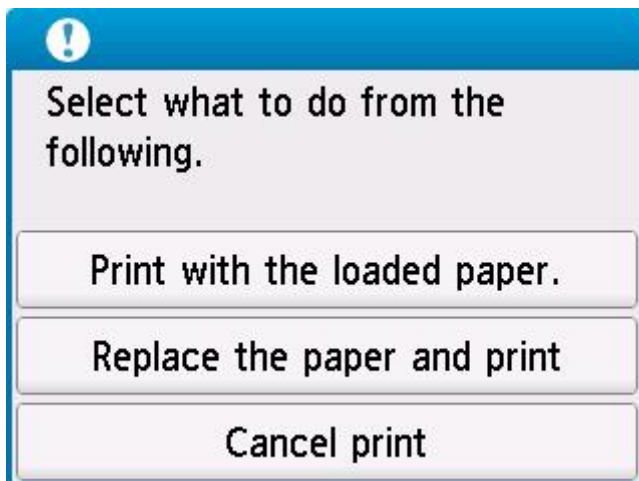 Select what to do from the
following.
Print with the loaded paper.
Replace the paper and print
Cancel print